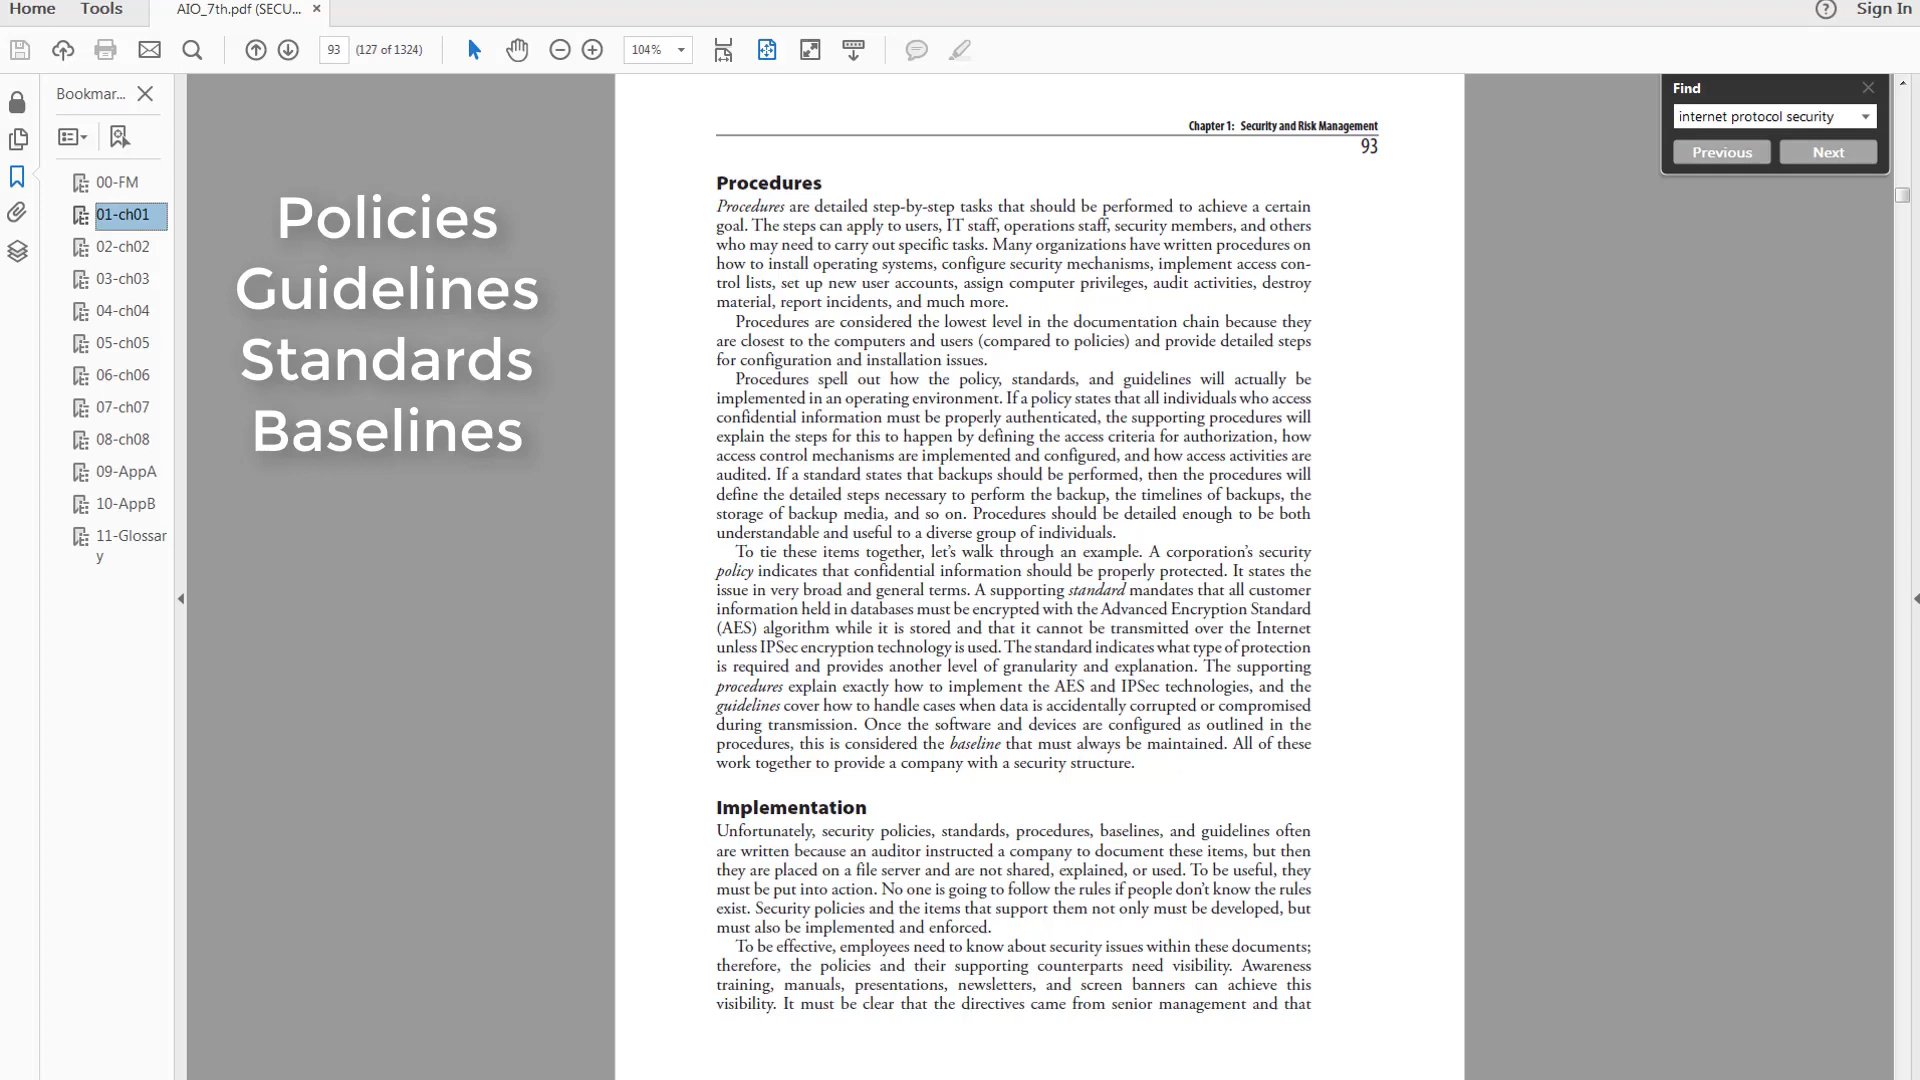 Home Tools AIO_7th.pdf (SECU... × ? Sign In
93 (127 of 1324) 104%
Bookmar...
00-FM
01-ch01
02-ch02
03-ch03
04-ch04
05-ch05
06-ch06
07-ch07
08-ch08
09-AppA
10-AppB
11-Glossar
y
Policies
Guidelines
Standards
Baselines
Chapter 1: Security and Risk Management
93
Procedures
Procedures are detailed step-by-step tasks that should be performed to achieve a certain
goal. The steps can apply to users, IT staff, operations staff, security members, and others
who may need to carry out specific tasks. Many organizations have written procedures on
how to install operating systems, configure security mechanisms, implement access con-
trol lists, set up new user accounts, assign computer privileges, audit activities, destroy
material, report incidents, and much more.
Procedures are considered the lowest level in the documentation chain because they
are closest to the computers and users (compared to policies) and provide detailed steps
for configuration and installation issues.
Procedures spell out how the policy, standards, and guidelines will actually be
implemented in an operating environment. If a policy states that all individuals who access
confidential information must be properly authenticated, the supporting procedures will
explain the steps for this to happen by defining the access criteria for authorization, how
access control mechanisms are implemented and configured, and how access activities are
audited. If a standard states that backups should be performed, then the procedures will
define the detailed steps necessary to perform the backup, the timelines of backups, the
storage of backup media, and so on. Procedures should be detailed enough to be both
understandable and useful to a diverse group of individuals.
To tie these items together, let's walk through an example. A corporation's security
policy indicates that confidential information should be properly protected. It states the
issue in very broad and general terms. A supporting standard mandates that all customer
information held in databases must be encrypted with the Advanced Encryption Standard
(AES) algorithm while it is stored and that it cannot be transmitted over the Internet
unless IPSec encryption technology is used. The standard indicates what type of protection
is required and provides another level of granularity and explanation. The supporting
procedures explain exactly how to implement the AES and IPSec technologies, and the
guidelines cover how to handle cases when data is accidentally corrupted or compromised
during transmission. Once the software and devices are configured as outlined in the
procedures, this is considered the baseline that must always be maintained. All of these
work together to provide a company with a security structure.
Implementation
Unfortunately, security policies, standards, procedures, baselines, and guidelines often
are written because an auditor instructed a company to document these items, but then
they are placed on a file server and are not shared, explained, or used. To be useful, they
must be put into action. No one is going to follow the rules if people don't know the rules
exist. Security policies and the items that support them not only must be developed, but
must also be implemented and enforced.
To be effective, employees need to know about security issues within these documents;
therefore, the policies and their supporting counterparts need visibility. Awareness
training, manuals, presentations, newsletters, and screen banners can achieve this
visibility. It must be clear that the directives came from senior management and that
Find
internet protocol security
Previous Next